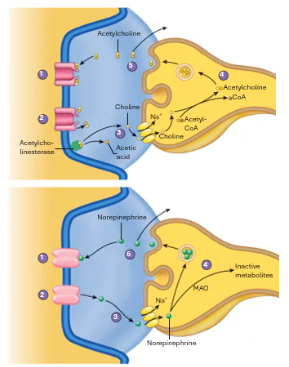 Acetylcholine
5
1
4
Acetylcholine
CoA
2
Choline
Na+
Acetyl-
CoA
3
Choline
Acetylcho-
linesterase
Acetic
acid
Norepinephrine
1
5
4
Inactive
metabolites
2
MAO
Na+
3
Norepinephrine